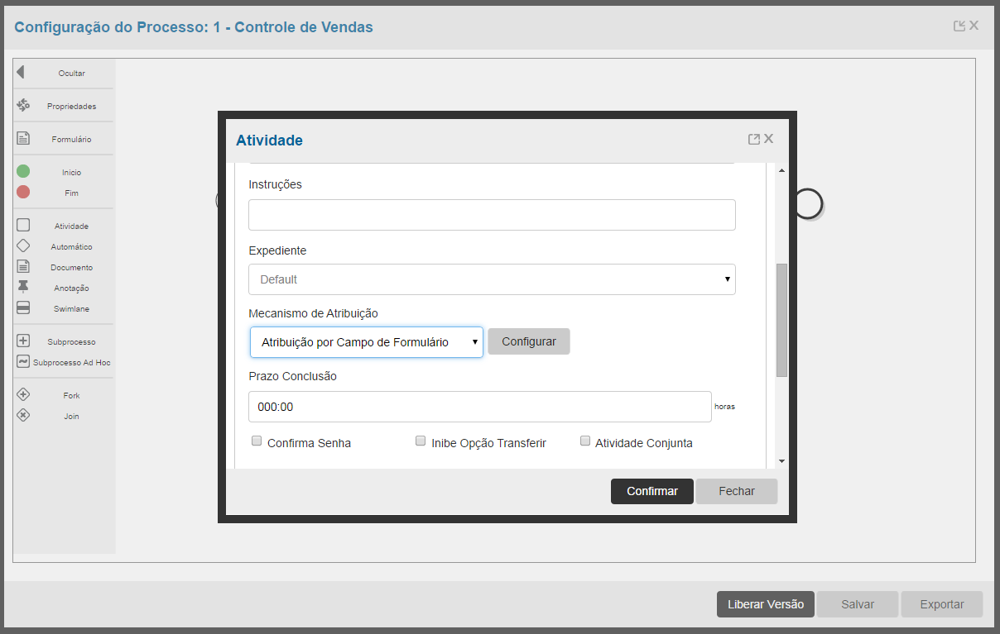 Configuração do Processo: 1 - Controle de Vendas
Ocultar
Propriedades
Formulário
Inicio
Fim
Atividade
Automático
Documento
Anotação
Swimlane
Subprocesso
Subprocesso Ad Hoc
Fork
Join
Atividade
Instruções
Expediente
Default
Mecanismo de Atribuição
Atribuição por Campo de Formulário Configurar
Prazo Conclusão
000:00 horas
Confirma Senha Inibe Opção Transferir Atividade Conjunta
Confirmar Fechar
Liberar Versão Salvar Exportar